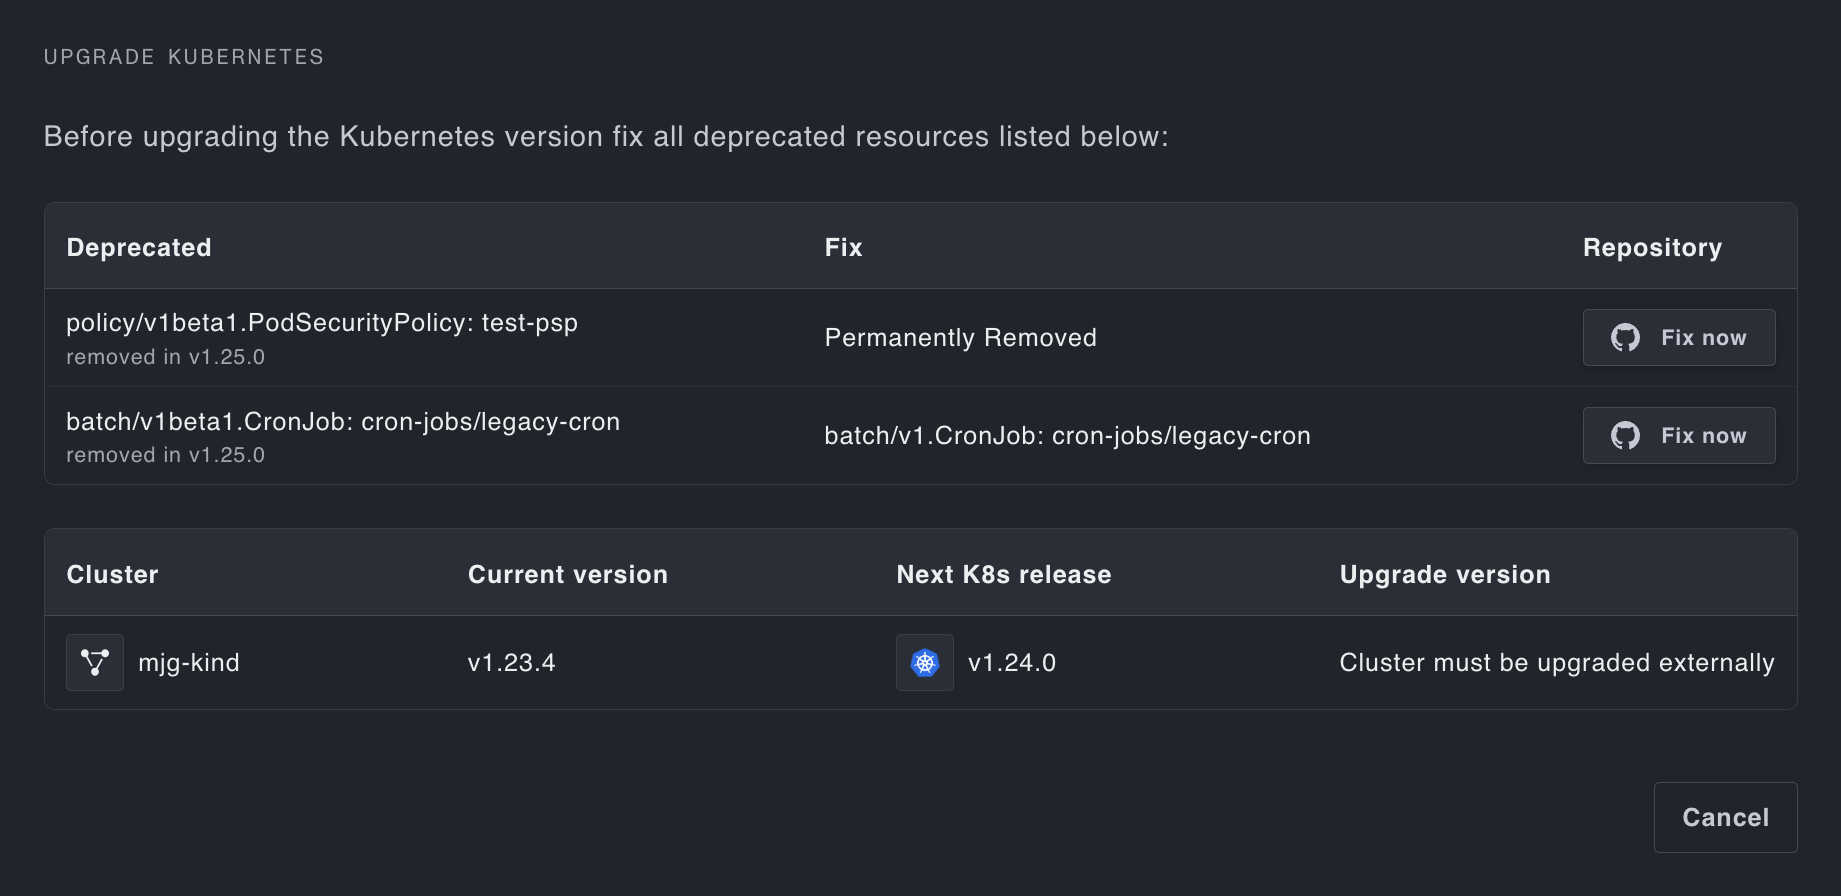 UPGRADE KUBERNETES
Before upgrading the Kubernetes version fix all deprecated resources listed below:
Deprecated Fix Repository
policy/v1beta1.PodSecurityPolicy: test-psp
removed in v1.25.0
Permanently Removed
Fix now
batch/v1beta1.CronJob: cron-jobs/legacy-cron
removed in v1.25.0
batch/v1.CronJob: cron-jobs/legacy-cron
Fix now
Cluster Current version Next K8s release Upgrade version
mjg-kind v1.23.4 v1.24.0 Cluster must be upgraded externally
Cancel